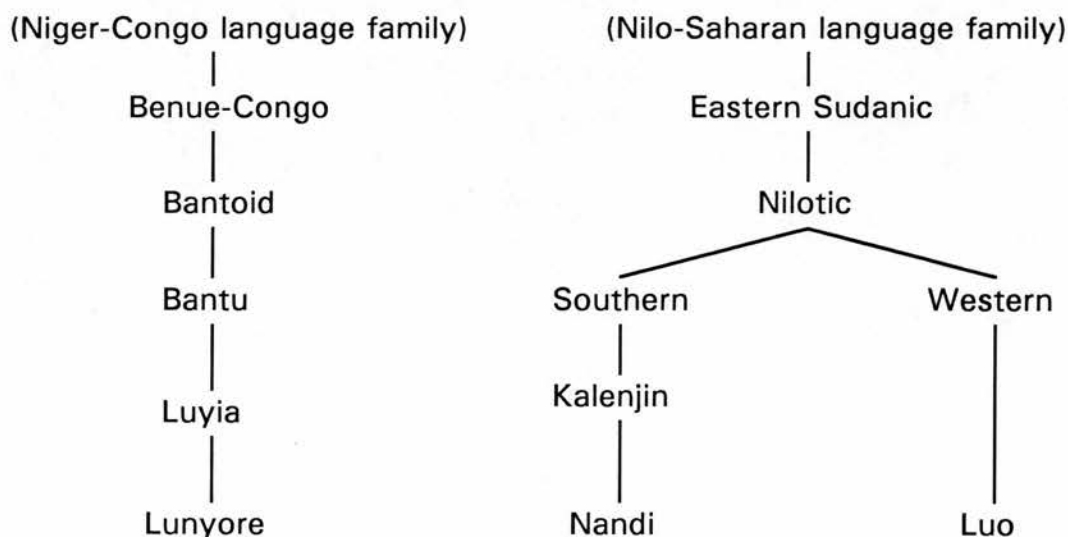 (Niger-Congo language family) (Nilo-Saharan language family)
Benue-Congo Eastern Sudanic
Bantoid Nilotic
Bantu Southern Western
Kalenjin
Luyia
Lunyore Nandi Luo